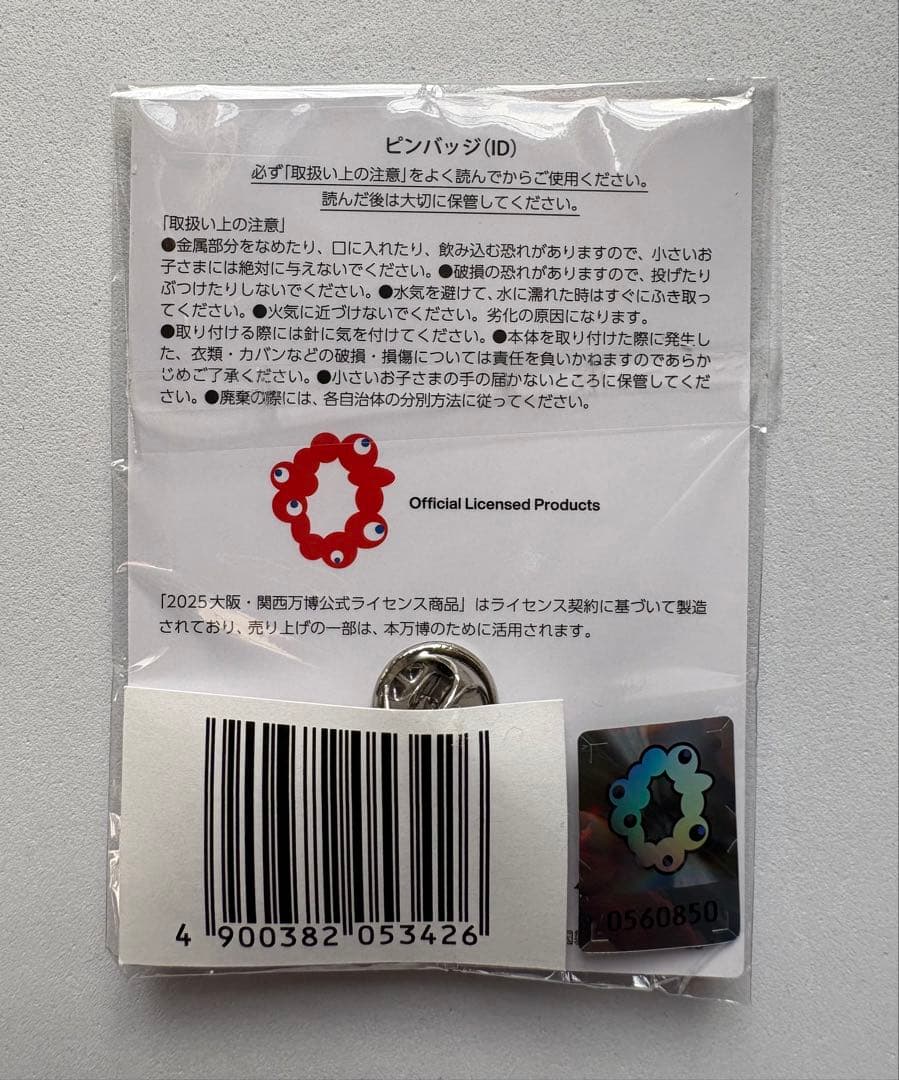 ピンバッジ(ID)
必ず「取扱い上の注意」をよく読んでからご使用ください。
読んだ後は大切に保管してください。
「取扱い上の注意」
●金属部分をなめたり、口に入れたり、飲み込む恐れがありますので、小さいお
子さまには絶対に与えないでください。●破損の恐れがありますので、投げたり
ぶつけたりしないでください。●水気を避けて、水に濡れた時はすぐにふき取っ
てください。●火気に近づけないでください。劣化の原因になります。
●取り付ける際には針に気を付けてください。●本体を取り付けた際に発生し
た、衣類・カバンなどの破損・損傷については責任を負いかねますのであらか
じめご了承ください。●小さいお子さまの手の届かないところに保管してくだ
さい。●廃棄の際には、各自治体の分別方法に従ってください。
Official Licensed Products
「2025大阪・関西万博公式ライセンス商品」はライセンス契約に基づいて製造
されており、売り上げの一部は、本万博のために活用されます。
4 900382 053426
0560850